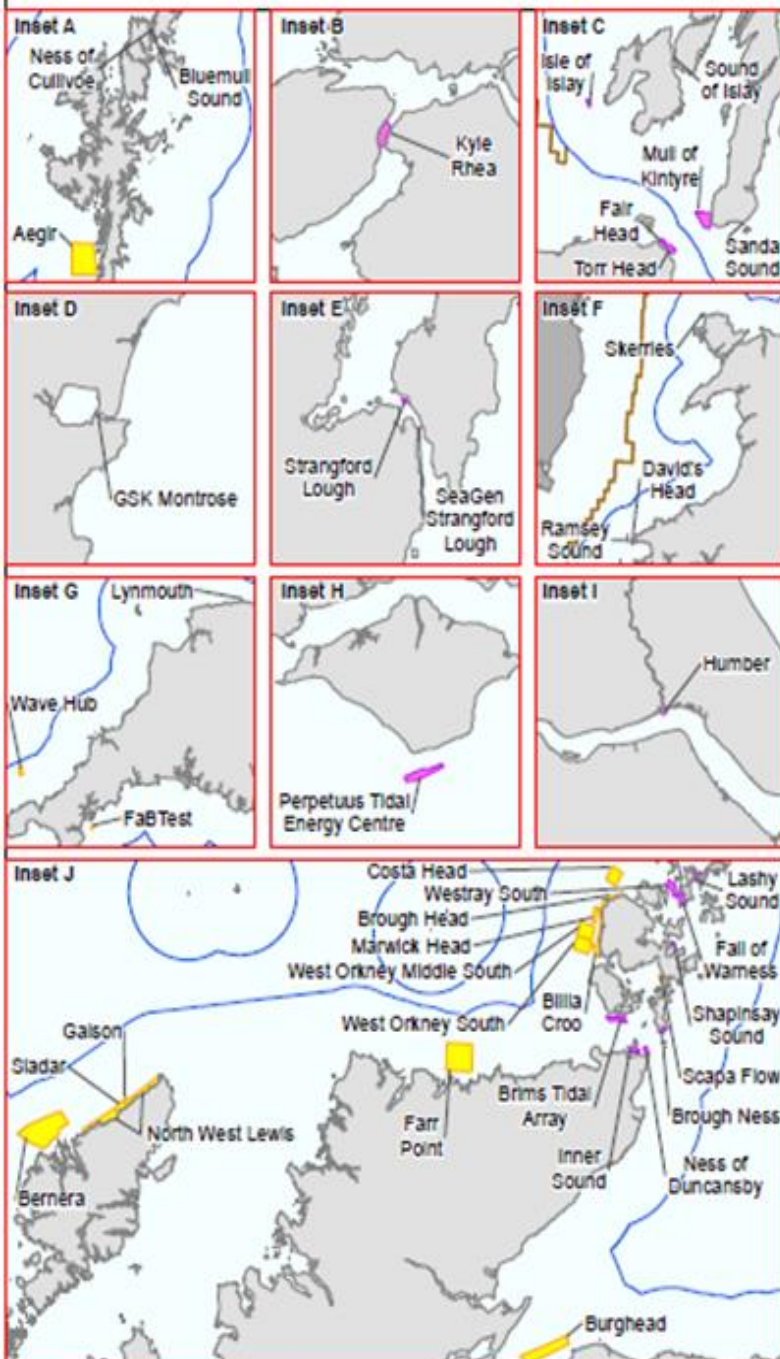 Inset A
Ness of
Cullivoe
Bluemull
Sound
Aegir
Inset B
Kyle
Rhea
Inset C
Isle of
Islay
Sound
of Islay
Mull of
Kintyre
Fair
Head
Torr Head
Sanda
Sound
Inset D
GSK Montrose
Inset E
Strangford
Lough
SeaGen
Strangford
Lough
Inset F
Skerries
David's
Head
Ramsey
Sound
Inset G
Lynmouth
Wave Hub
FaBTest
Inset H
Perpetuus Tidal
Energy Centre
Inset I
Humber
Inset J
Costa Head
Westray South
Brough Head
Marwick Head
West Orkney Middle South
West Orkney South
Billia
Croo
Lashy
Sound
Fall of
Warness
Shapinsay
Sound
Scapa Flow
Brough Ness
Ness of
Duncansby
Inner
Sound
Brims Tidal
Array
Farr
Point
Galson
Siadar
North West Lewis
Bernera
Burghead